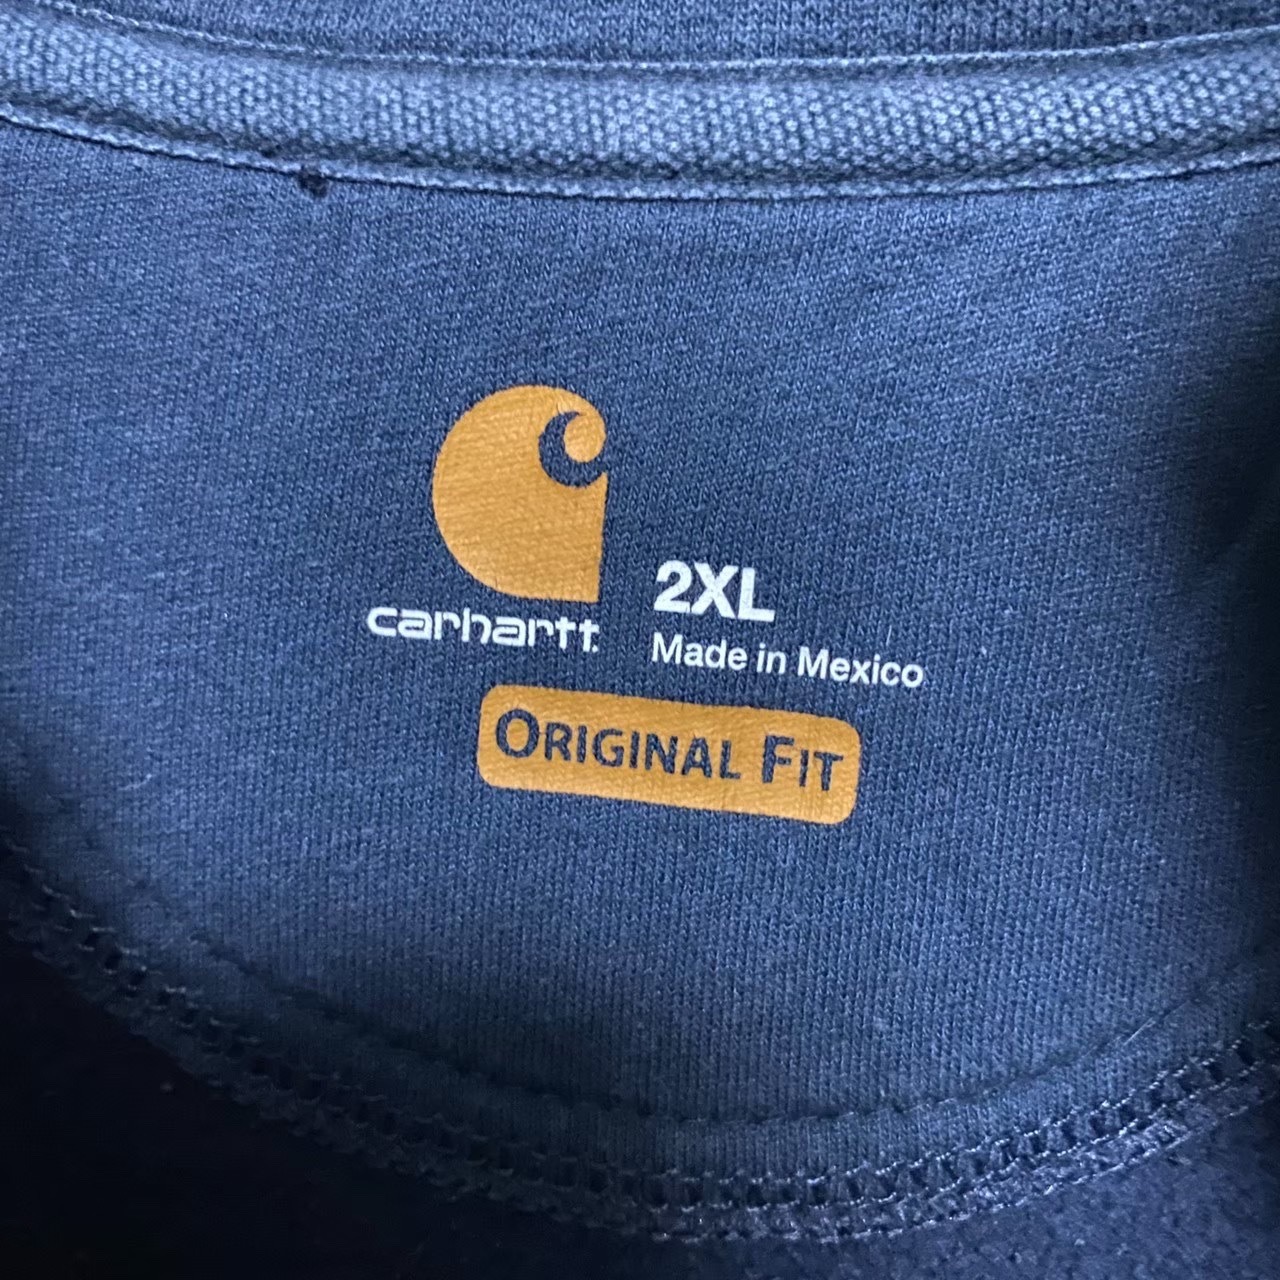 carhartt.
2XL
Made in Mexico
ORIGINAL FIT